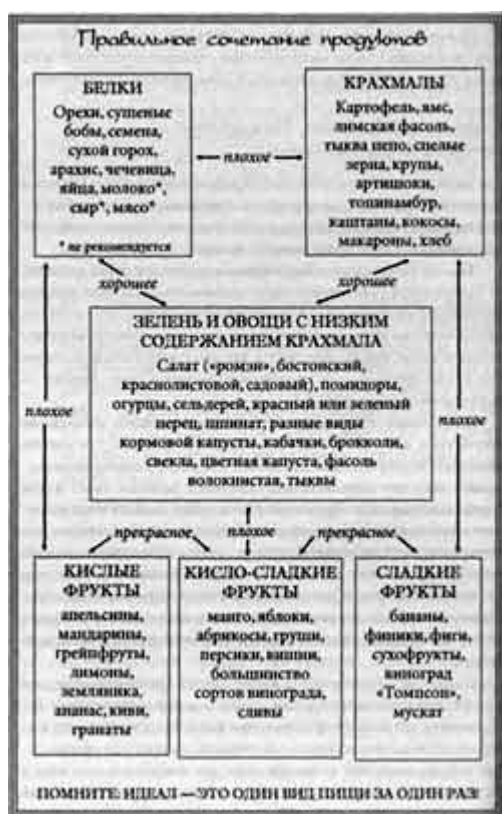 Правильное сочетание продуктов
БЕЛКИ
Орехи, сушеные
бобы, семена,
сухой горох,
арахис, чечевица,
яйца, молоко*,
сыр*, мясо*
* не рекомендуется
плохое
КРАХМАЛЫ
Картофель, ямс,
лимская фасоль,
тыква пепо, спелые
зерна, крупы,
артишоки,
топинамбур,
каштаны, кокосы,
макароны, хлеб
хорошее
хорошее
ЗЕЛЕНЬ И ОВОЩИ С НИЗКИМ
СОДЕРЖАНИЕМ КРАХМАЛА
Салат («ромэн», бостонский,
краснолистовой, садовый), помидоры,
огурцы, сельдерей, красный или зеленый
перец, шпинат, разные виды
кормовой капусты, кабачки, брокколи,
свекла, цветная капуста, фасоль
волокнистая, тыквы
плохое
плохое
прекрасное
плохое
прекрасное
КИСЛЫЕ
ФРУКТЫ
апельсины,
мандарины,
грейпфруты,
лимоны,
земляника,
ананас, киви,
гранаты
КИСЛО-СЛАДКИЕ
ФРУКТЫ
манго, яблоки,
абрикосы, груши,
персики, вишни,
большинство
сортов винограда,
сливы
СЛАДКИЕ
ФРУКТЫ
бананы,
финики, фиги,
сухофрукты,
виноград
«Томпсон»,
мускат
ПОМНИТЕ: ИДЕАЛ — ЭТО ОДИН ВИД ПИЩИ ЗА ОДИН РАЗ!